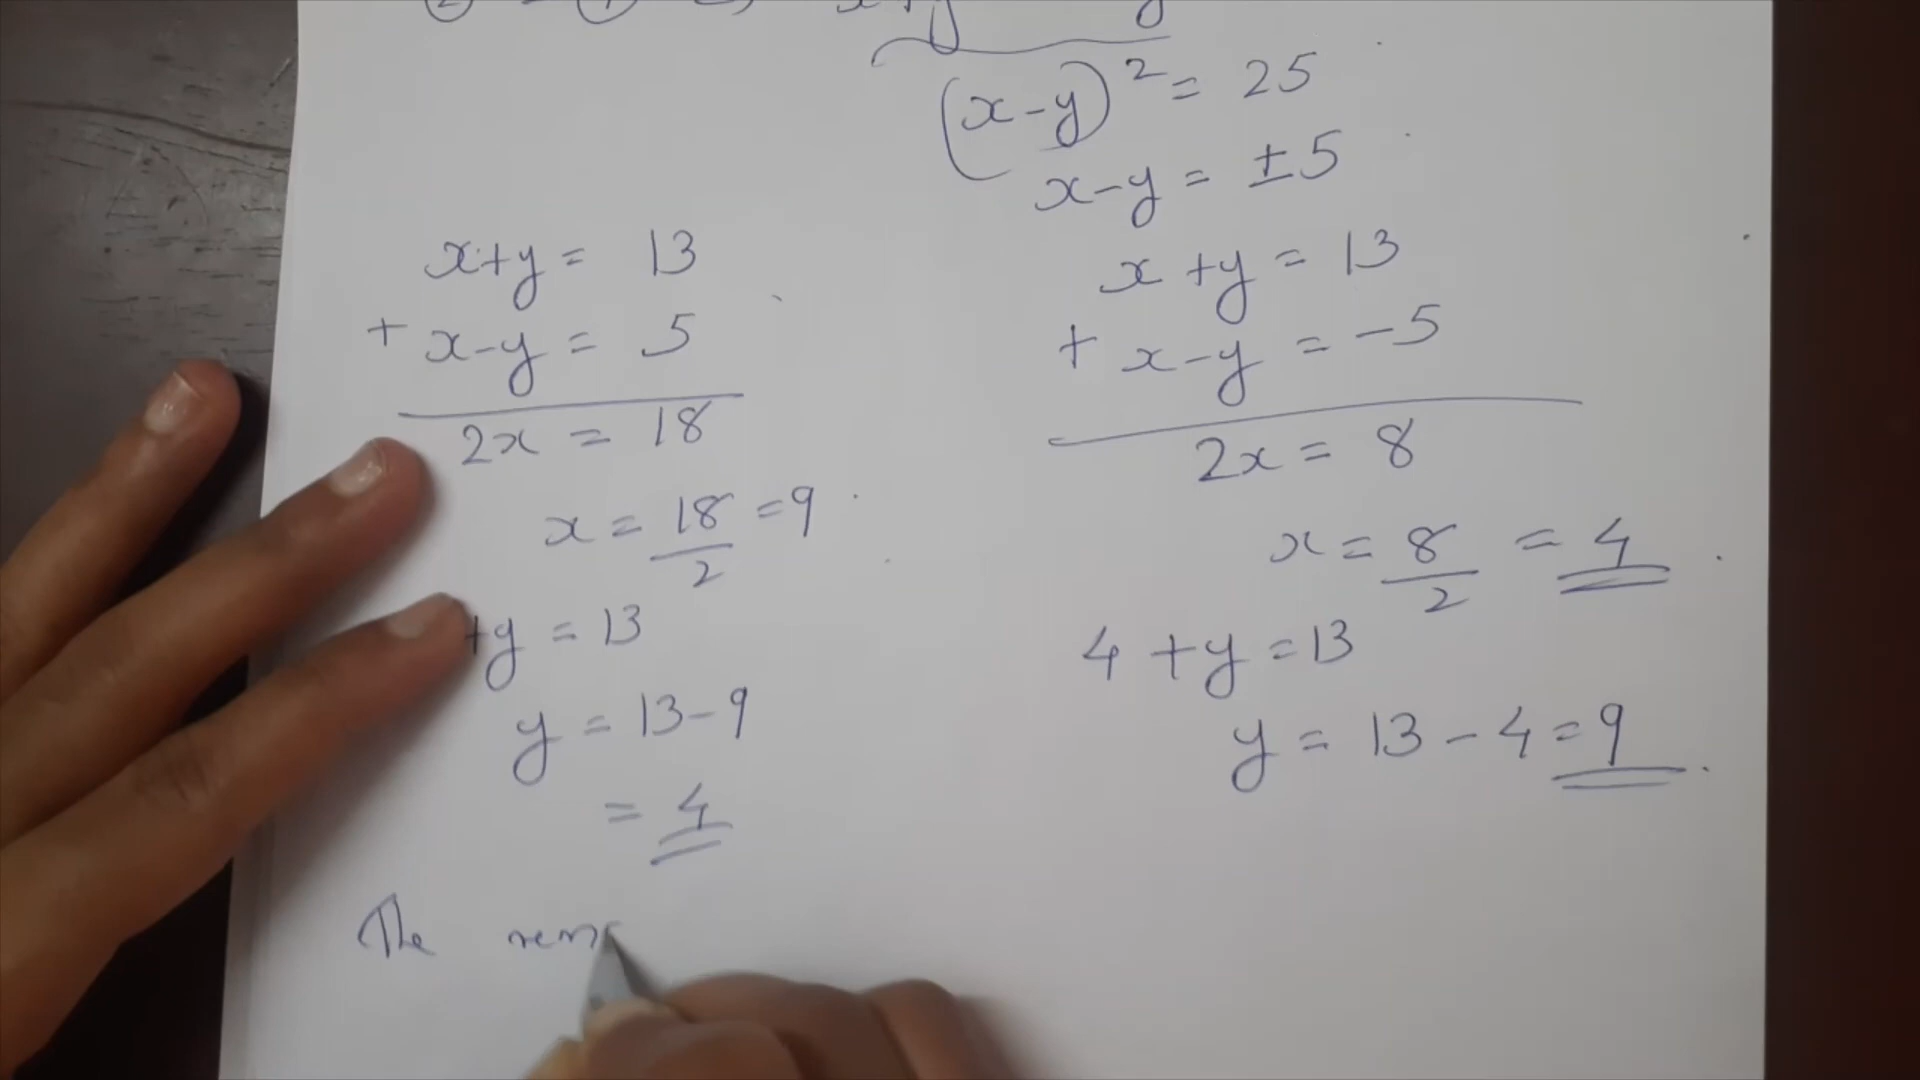 (x-y)² = 25
x-y = ±5
x+y = 13
+ x-y = 5
2x = 18
x = 18/2 = 9
+y = 13
y = 13-9
= 4
x+y = 13
+ x-y = -5
2x = 8
x = 8/2 = 4
4+y = 13
y = 13-4 = 9
The